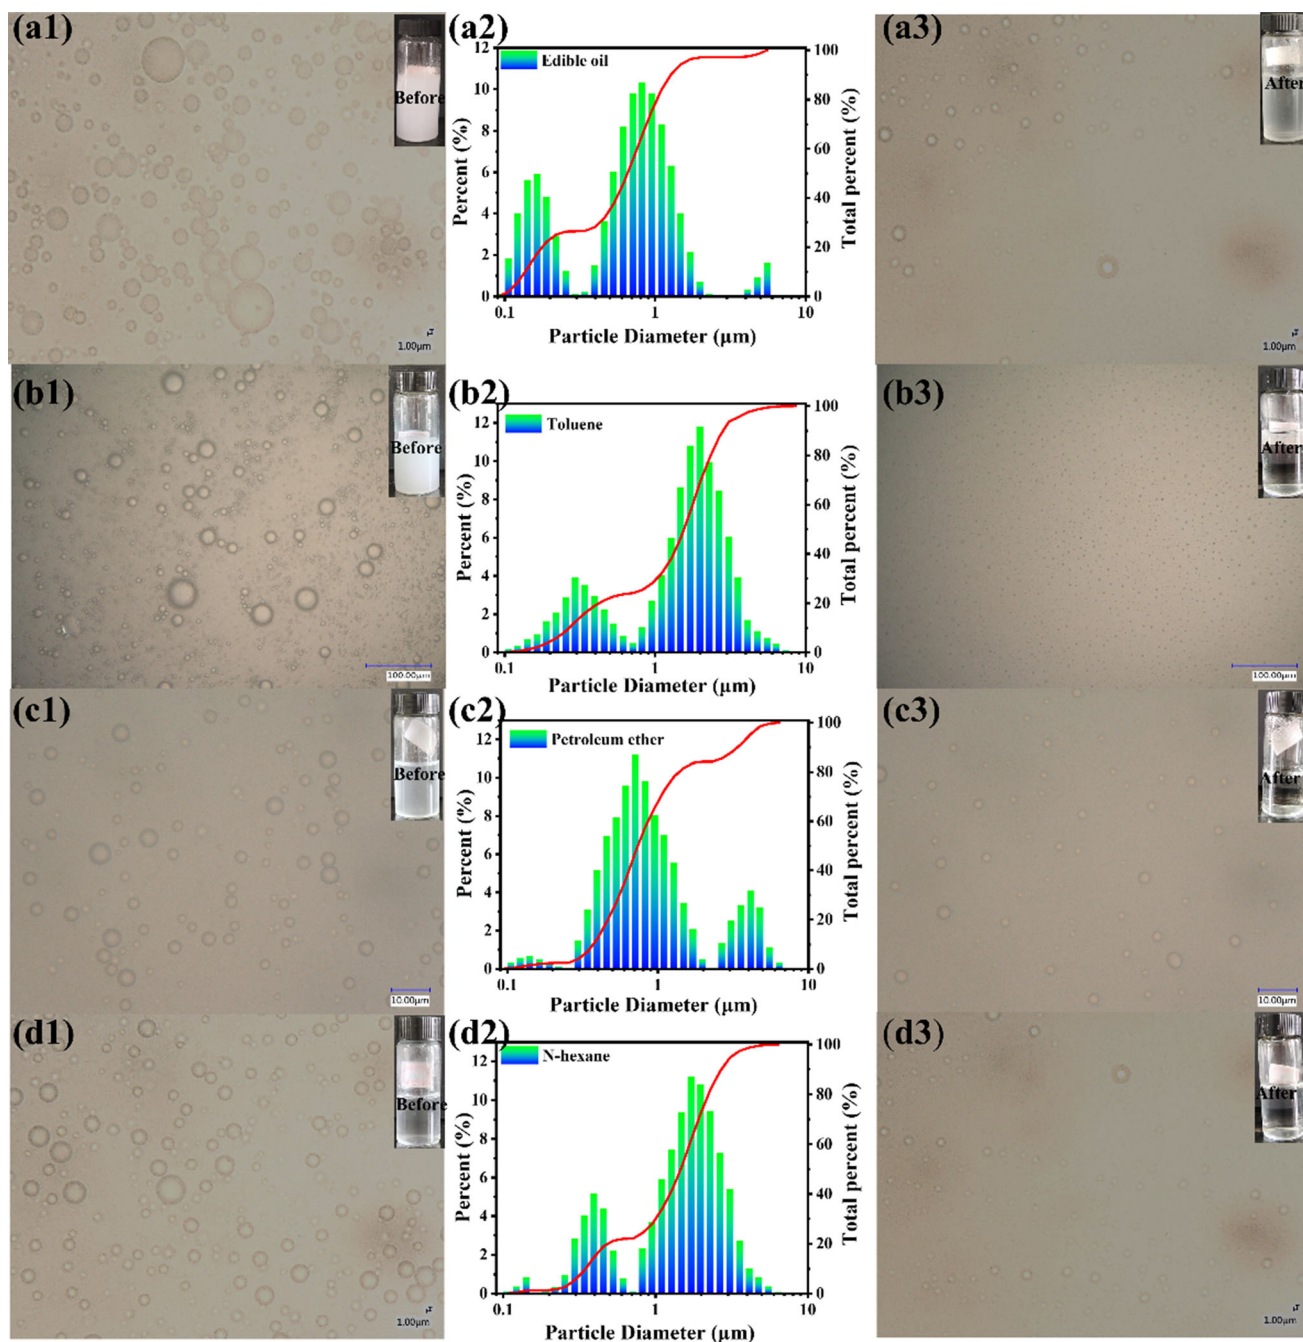 (a1)
Before
1.00µm
(a2)
Edible oil
Percent (%)
12
10
8
6
4
2
0
Total percent (%)
100
80
60
40
20
0
0.1 1 10
Particle Diameter (µm)
(a3)
After
1.00µm
(b1)
Before
100.00µm
(b2)
Toluene
Percent (%)
12
10
8
6
4
2
0
Total percent (%)
100
80
60
40
20
0
0.1 1 10
Particle Diameter (µm)
(b3)
After
100.00µm
(c1)
Before
10.00µm
(c2)
Petroleum ether
Percent (%)
12
10
8
6
4
2
0
Total percent (%)
100
80
60
40
20
0
0.1 1 10
Particle Diameter (µm)
(c3)
After
10.00µm
(d1)
Before
1.00µm
(d2)
N-hexane
Percent (%)
12
10
8
6
4
2
0
Total percent (%)
100
80
60
40
20
0
0.1 1 10
Particle Diameter (µm)
(d3)
After
1.00µm